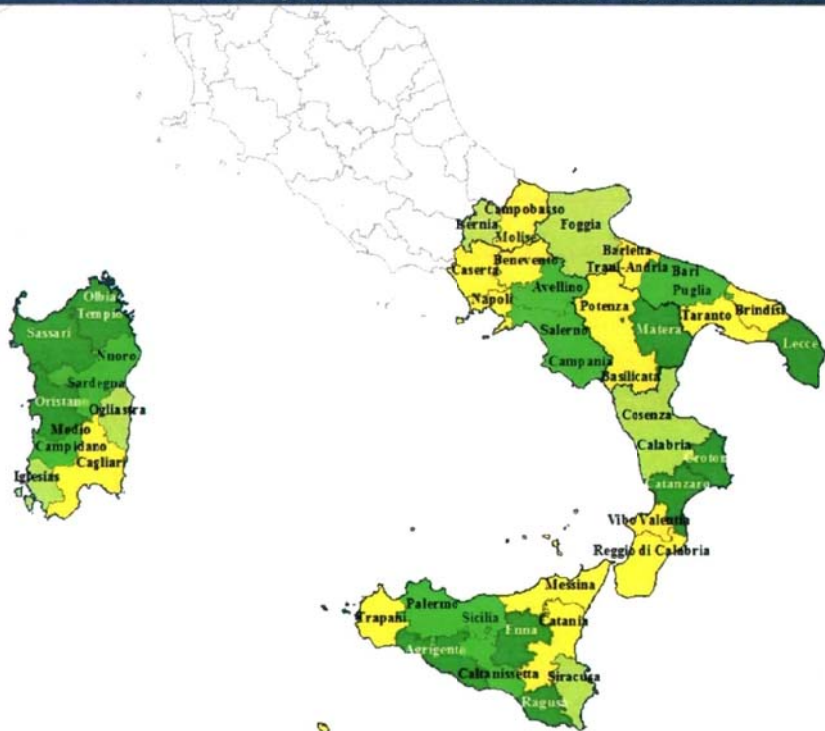 Campobasso
Bernia
Molise
Foggia
Benevento
Caserta
Barletta
Trani-Andria
Bari
Puglia
Avellino
Napoli
Potenza
Taranto
Brindisi
Salerno
Matera
Lecce
Campania
Basilicata
Cosenza
Calabria
Crotone
Catanzaro
Vibo Valentia
Reggio di Calabria
Olbia
Tempio
Sassari
Nuoro
Sardegna
Oristano
Ogliastra
Medio
Campidano
Cagliari
Iglesias
Messina
Palermo
Trapani
Sicilia
Catania
Enna
Agrigento
Caltanissetta
Siracusa
Ragusa